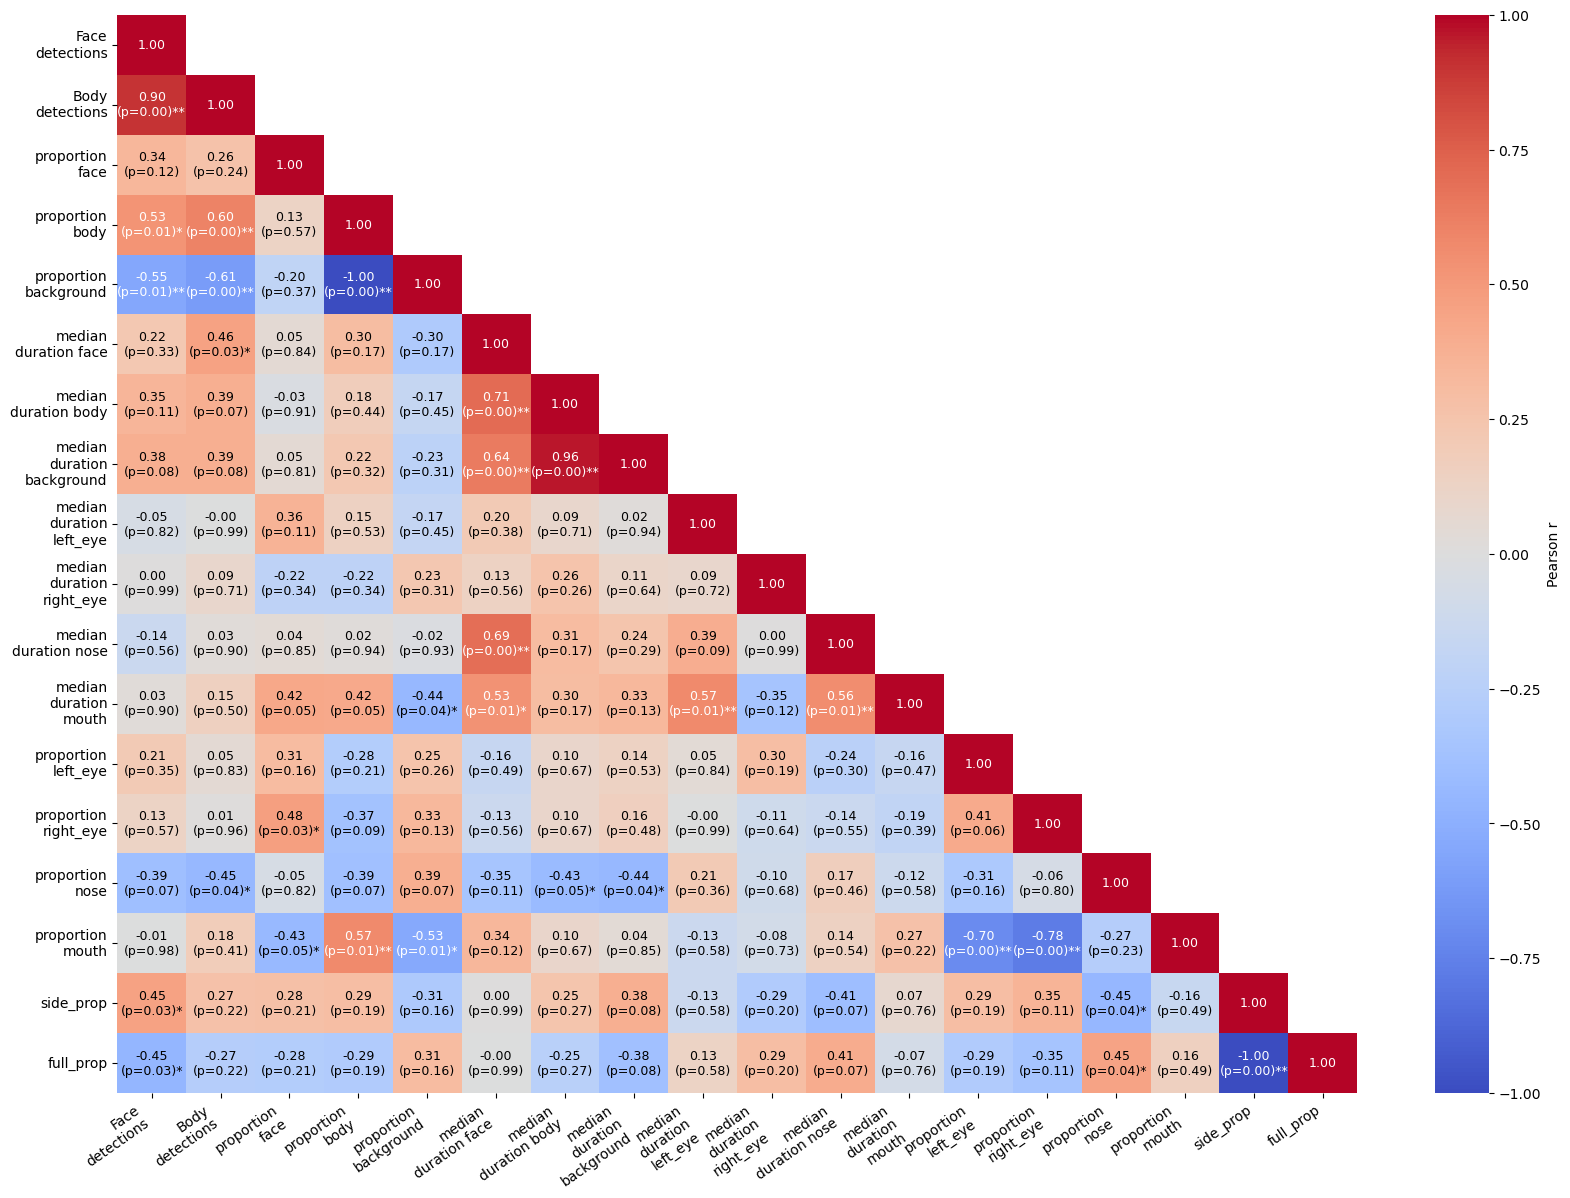 Face
detections
1.00
Body
detections
0.90
(p=0.00)**
1.00
proportion
face
0.34
(p=0.12)
0.26
(p=0.24)
1.00
proportion
body
0.53
(p=0.01)*
0.60
(p=0.00)**
0.13
(p=0.57)
1.00
proportion
background
-0.55
(p=0.01)**
-0.61
(p=0.00)**
-0.20
(p=0.37)
-1.00
(p=0.00)**
1.00
median
duration face
0.22
(p=0.33)
0.46
(p=0.03)*
0.05
(p=0.84)
0.30
(p=0.17)
-0.30
(p=0.17)
1.00
median
duration body
0.35
(p=0.11)
0.39
(p=0.07)
-0.03
(p=0.91)
0.18
(p=0.44)
-0.17
(p=0.45)
0.71
(p=0.00)**
1.00
median
duration
background
0.38
(p=0.08)
0.39
(p=0.08)
0.05
(p=0.81)
0.22
(p=0.32)
-0.23
(p=0.31)
0.64
(p=0.00)**
0.96
(p=0.00)**
1.00
median
duration
left_eye
-0.05
(p=0.82)
-0.00
(p=0.99)
0.36
(p=0.11)
0.15
(p=0.53)
-0.17
(p=0.45)
0.20
(p=0.38)
0.09
(p=0.71)
0.02
(p=0.94)
1.00
median
duration
right_eye
0.00
(p=0.99)
0.09
(p=0.71)
-0.22
(p=0.34)
-0.22
(p=0.34)
0.23
(p=0.31)
0.13
(p=0.56)
0.26
(p=0.26)
0.11
(p=0.64)
0.09
(p=0.72)
1.00
median
duration nose
-0.14
(p=0.56)
0.03
(p=0.90)
0.04
(p=0.85)
0.02
(p=0.94)
-0.02
(p=0.93)
0.69
(p=0.00)**
0.31
(p=0.17)
0.24
(p=0.29)
0.39
(p=0.09)
0.00
(p=0.99)
1.00
median
duration
mouth
0.03
(p=0.90)
0.15
(p=0.50)
0.42
(p=0.05)
0.42
(p=0.05)
-0.44
(p=0.04)*
0.53
(p=0.01)*
0.30
(p=0.17)
0.33
(p=0.13)
0.57
(p=0.01)**
-0.35
(p=0.12)
0.56
(p=0.01)**
1.00
proportion
left_eye
0.21
(p=0.35)
0.05
(p=0.83)
0.31
(p=0.16)
-0.28
(p=0.21)
0.25
(p=0.26)
-0.16
(p=0.49)
0.10
(p=0.67)
0.14
(p=0.53)
0.05
(p=0.84)
0.30
(p=0.19)
-0.24
(p=0.30)
-0.16
(p=0.47)
1.00
proportion
right_eye
0.13
(p=0.57)
0.01
(p=0.96)
0.48
(p=0.03)*
-0.37
(p=0.09)
0.33
(p=0.13)
-0.13
(p=0.56)
0.10
(p=0.67)
0.16
(p=0.48)
-0.00
(p=0.99)
-0.11
(p=0.64)
-0.14
(p=0.55)
-0.19
(p=0.39)
0.41
(p=0.06)
1.00
proportion
nose
-0.39
(p=0.07)
-0.45
(p=0.04)*
-0.05
(p=0.82)
-0.39
(p=0.07)
0.39
(p=0.07)
-0.35
(p=0.11)
-0.43
(p=0.05)*
-0.44
(p=0.04)*
0.21
(p=0.36)
-0.10
(p=0.68)
0.17
(p=0.46)
-0.12
(p=0.58)
-0.31
(p=0.16)
-0.06
(p=0.80)
1.00
proportion
mouth
-0.01
(p=0.98)
0.18
(p=0.41)
-0.43
(p=0.05)*
0.57
(p=0.01)**
-0.53
(p=0.01)*
0.34
(p=0.12)
0.10
(p=0.67)
0.04
(p=0.85)
-0.13
(p=0.58)
-0.08
(p=0.73)
0.14
(p=0.54)
0.27
(p=0.22)
-0.70
(p=0.00)**
-0.78
(p=0.00)**
-0.27
(p=0.23)
1.00
side_prop
0.45
(p=0.03)*
0.27
(p=0.22)
0.28
(p=0.21)
0.29
(p=0.19)
-0.31
(p=0.16)
0.00
(p=0.99)
0.25
(p=0.27)
0.38
(p=0.08)
-0.13
(p=0.58)
-0.29
(p=0.20)
-0.41
(p=0.07)
0.07
(p=0.76)
0.29
(p=0.19)
0.35
(p=0.11)
-0.45
(p=0.04)*
-0.16
(p=0.49)
1.00
full_prop
-0.45
(p=0.03)*
-0.27
(p=0.22)
-0.28
(p=0.21)
-0.29
(p=0.19)
0.31
(p=0.16)
-0.00
(p=0.99)
-0.25
(p=0.27)
-0.38
(p=0.08)
0.13
(p=0.58)
0.29
(p=0.20)
0.41
(p=0.07)
-0.07
(p=0.76)
-0.29
(p=0.19)
-0.35
(p=0.11)
0.45
(p=0.04)*
0.16
(p=0.49)
-1.00
(p=0.00)**
1.00
Face
detections
Body
detections
proportion
face
proportion
body
proportion
background
median
duration face
median
duration body
median
duration
background
median
duration
left_eye
median
duration
right_eye
median
duration nose
median
duration
mouth
proportion
left_eye
proportion
right_eye
proportion
nose
proportion
mouth
side_prop
full_prop
1.00
0.75
0.50
0.25
0.00
−0.25
−0.50
−0.75
−1.00
Pearson r